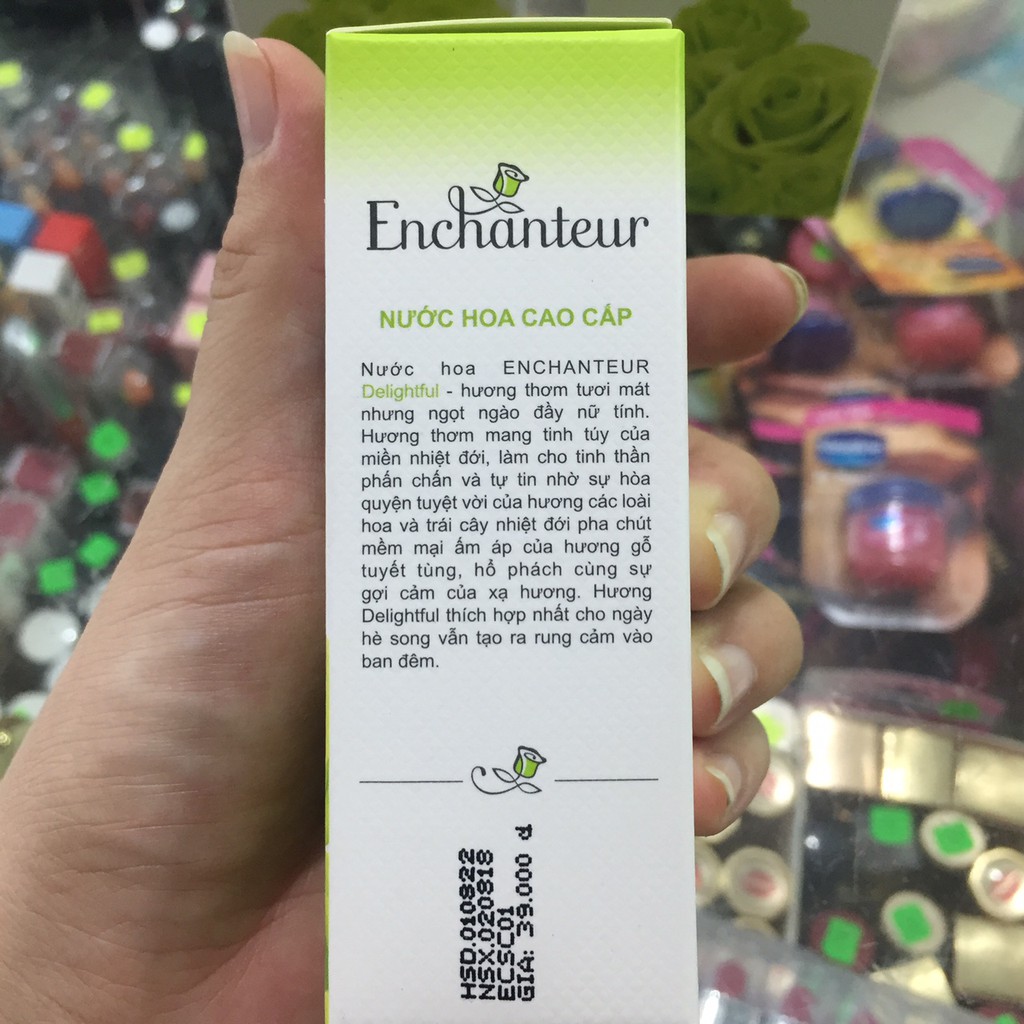 Enchanteur
NƯỚC HOA CAO CẤP
Nước hoa ENCHANTEUR
Delightful - hương thơm tươi mát
nhưng ngọt ngào đầy nữ tính.
Hương thơm mang tinh túy của
miền nhiệt đới, làm cho tinh thần
phấn chấn và tự tin nhờ sự hòa
quyện tuyệt vời của hương các loài
hoa và trái cây nhiệt đới pha chút
mềm mại ấm áp của hương gỗ
tuyết tùng, hổ phách cùng sự
gợi cảm của xạ hương. Hương
Delightful thích hợp nhất cho ngày
hè song vẫn tạo ra rung cảm vào
ban đêm.
HSD.010822
NSX.020818
ECSC01
GIA: 39.000 đ